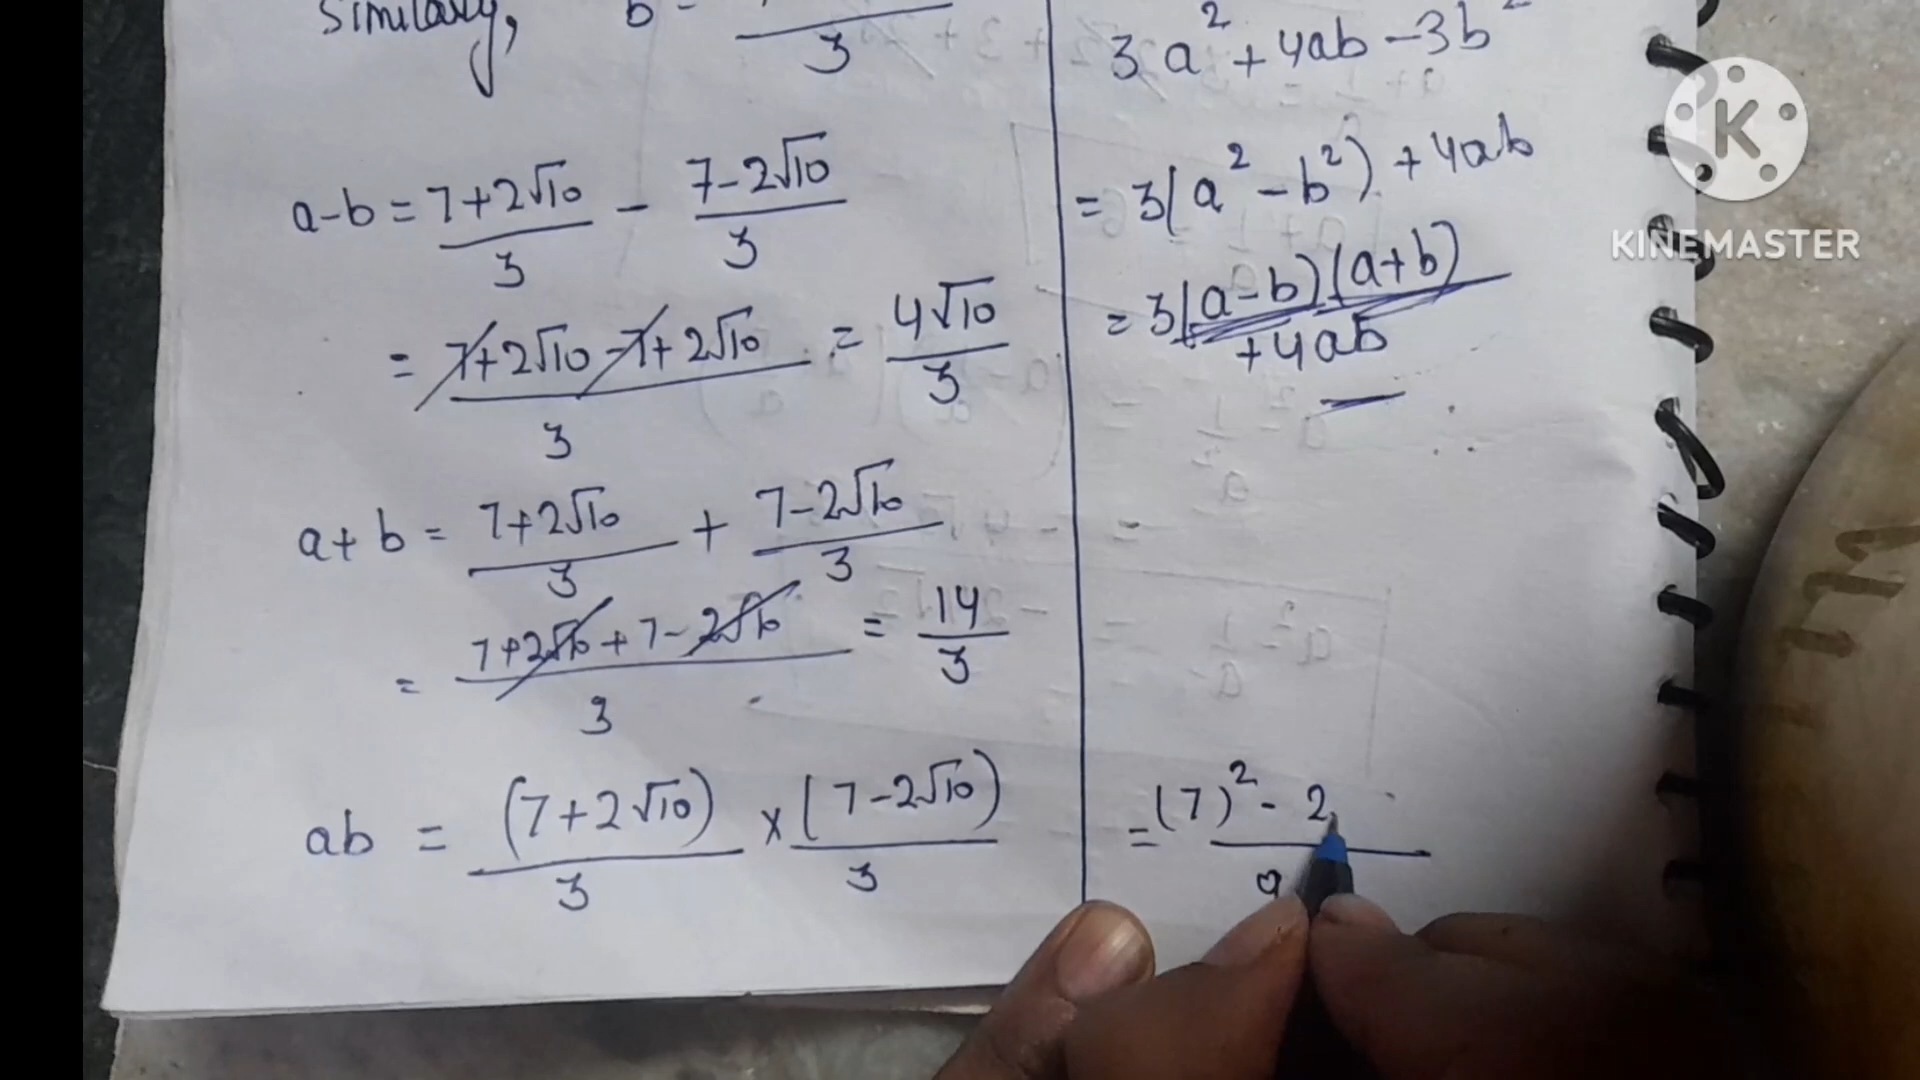 Similarly, b = 3
a-b = 7+2√10/3 - 7-2√10/3
= 7+2√10-7+2√10/3 = 4√10/3
a+b = 7+2√10/3 + 7-2√10/3
= 7+2√10+7-2√10/3 = 14/3
ab = (7+2√10)/3 × (7-2√10)/3
3a²+4ab-3b²
= 3(a²-b²)+4ab
= 3(a-b)(a+b)
+4ab
= (7)²-2/9
K
KINEMASTER